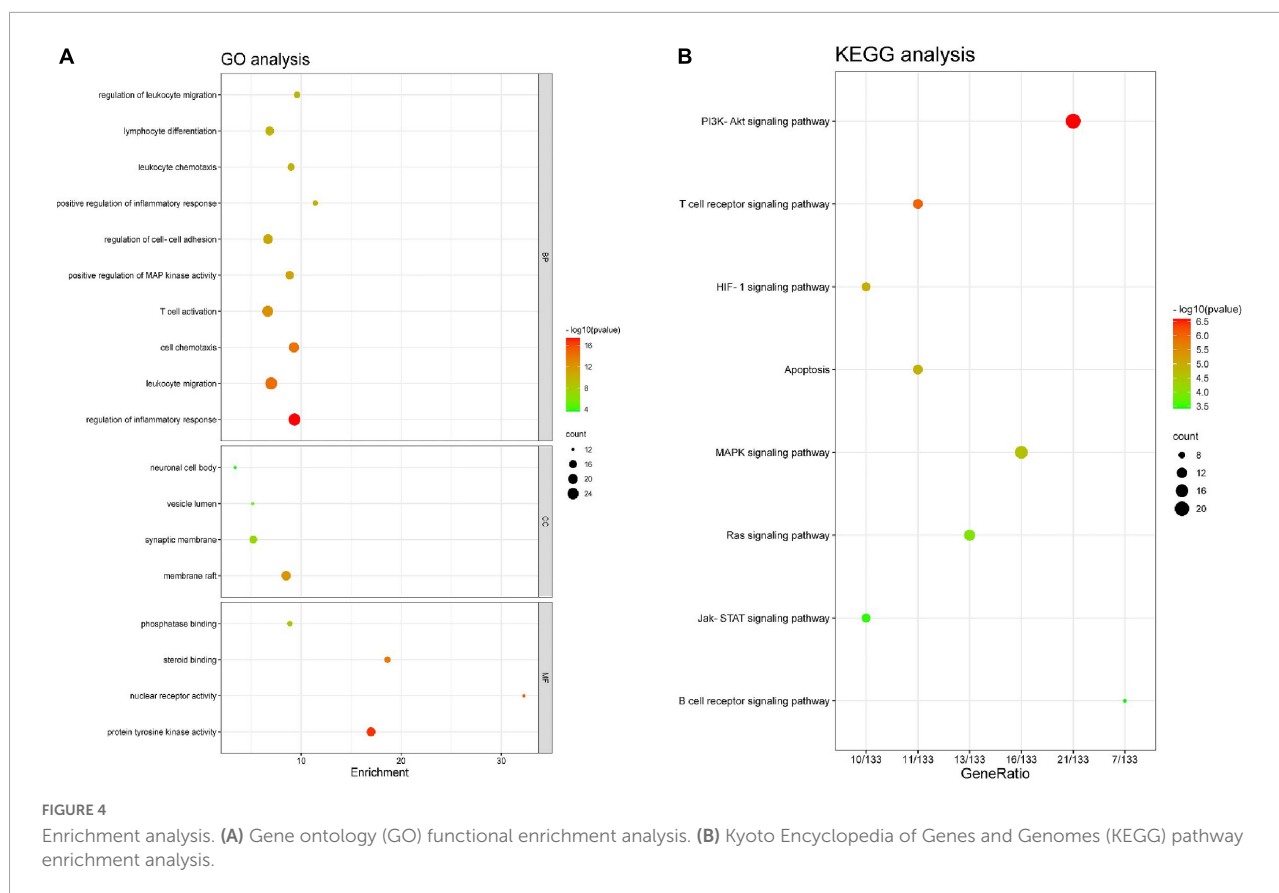 A
GO analysis
regulation of leukocyte migration
lymphocyte differentiation
leukocyte chemotaxis
positive regulation of inflammatory response
regulation of cell- cell adhesion
positive regulation of MAP kinase activity
T cell activation
cell chemotaxis
leukocyte migration
regulation of inflammatory response
BP
neuronal cell body
vesicle lumen
synaptic membrane
membrane raft
CC
phosphatase binding
steroid binding
nuclear receptor activity
protein tyrosine kinase activity
MF
10
20
30
Enrichment
- log10(pvalue)
16
12
8
4
count
12
16
20
24
B
KEGG analysis
PI3K- Akt signaling pathway
T cell receptor signaling pathway
HIF- 1 signaling pathway
Apoptosis
MAPK signaling pathway
Ras signaling pathway
Jak- STAT signaling pathway
B cell receptor signaling pathway
10/133
11/133
13/133
16/133
21/133
7/133
GeneRatio
- log10(pvalue)
6.5
6.0
5.5
5.0
4.5
4.0
3.5
count
8
12
16
20
FIGURE 4
Enrichment analysis. (A) Gene ontology (GO) functional enrichment analysis. (B) Kyoto Encyclopedia of Genes and Genomes (KEGG) pathway
enrichment analysis.